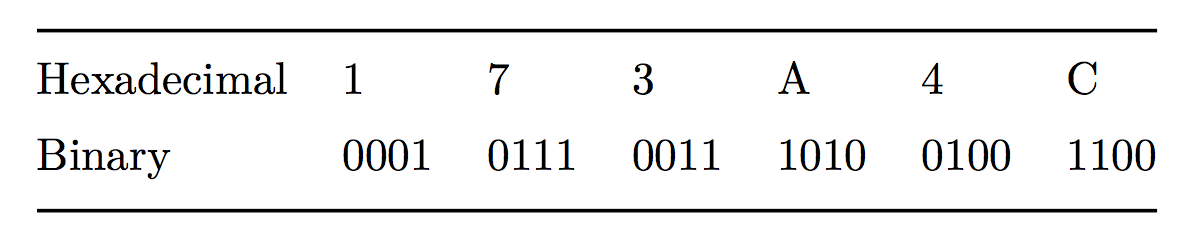 Hexadecimal 1 7 3 A 4 C
Binary 0001 0111 0011 1010 0100 1100